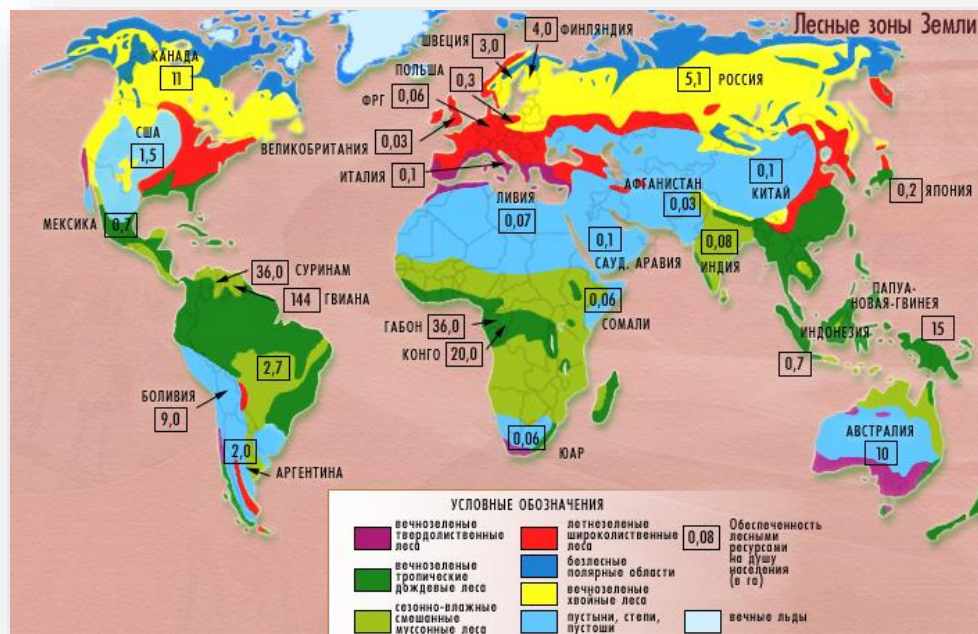 Лесные зоны Земли
КАНАДА
11
США
1,5
МЕКСИКА
0,7
36,0 СУРИНАМ
144 ГВИАНА
2,7
БОЛИВИЯ
9,0
2,0
АРГЕНТИНА
ШВЕЦИЯ
3,0
4,0 ФИНЛЯНДИЯ
ПОЛЬША
0,3
ФРГ
0,06
ВЕЛИКОБРИТАНИЯ
0,03
ИТАЛИЯ 0,1
5,1 РОССИЯ
ЛИВИЯ
0,07
0,1
САУД. АРАВИЯ
АФГАНИСТАН
0,03
0,1
КИТАЙ
0,2 ЯПОНИЯ
0,08
ИНДИЯ
0,06
СОМАЛИ
ГАБОН 36,0
КОНГО 20,0
0,06
ЮАР
ПАПУА-
НОВАЯ-ГВИНЕЯ
15
ИНДОНЕЗИЯ
0,7
АВСТРАЛИЯ
10
УСЛОВНЫЕ ОБОЗНАЧЕНИЯ
вечнозеленые
твердолиственные
леса
вечнозеленые
тропические
дождевые леса
сезонно-влажные
смешанные
муссонные леса
летнезеленые
широколиственные
леса
безлесные
полярные области
вечнозеленые
хвойные леса
пустыни, степи,
пустоши
0,08
Обеспеченность
лесными
ресурсами
на душу
населения
(в га)
вечные льды